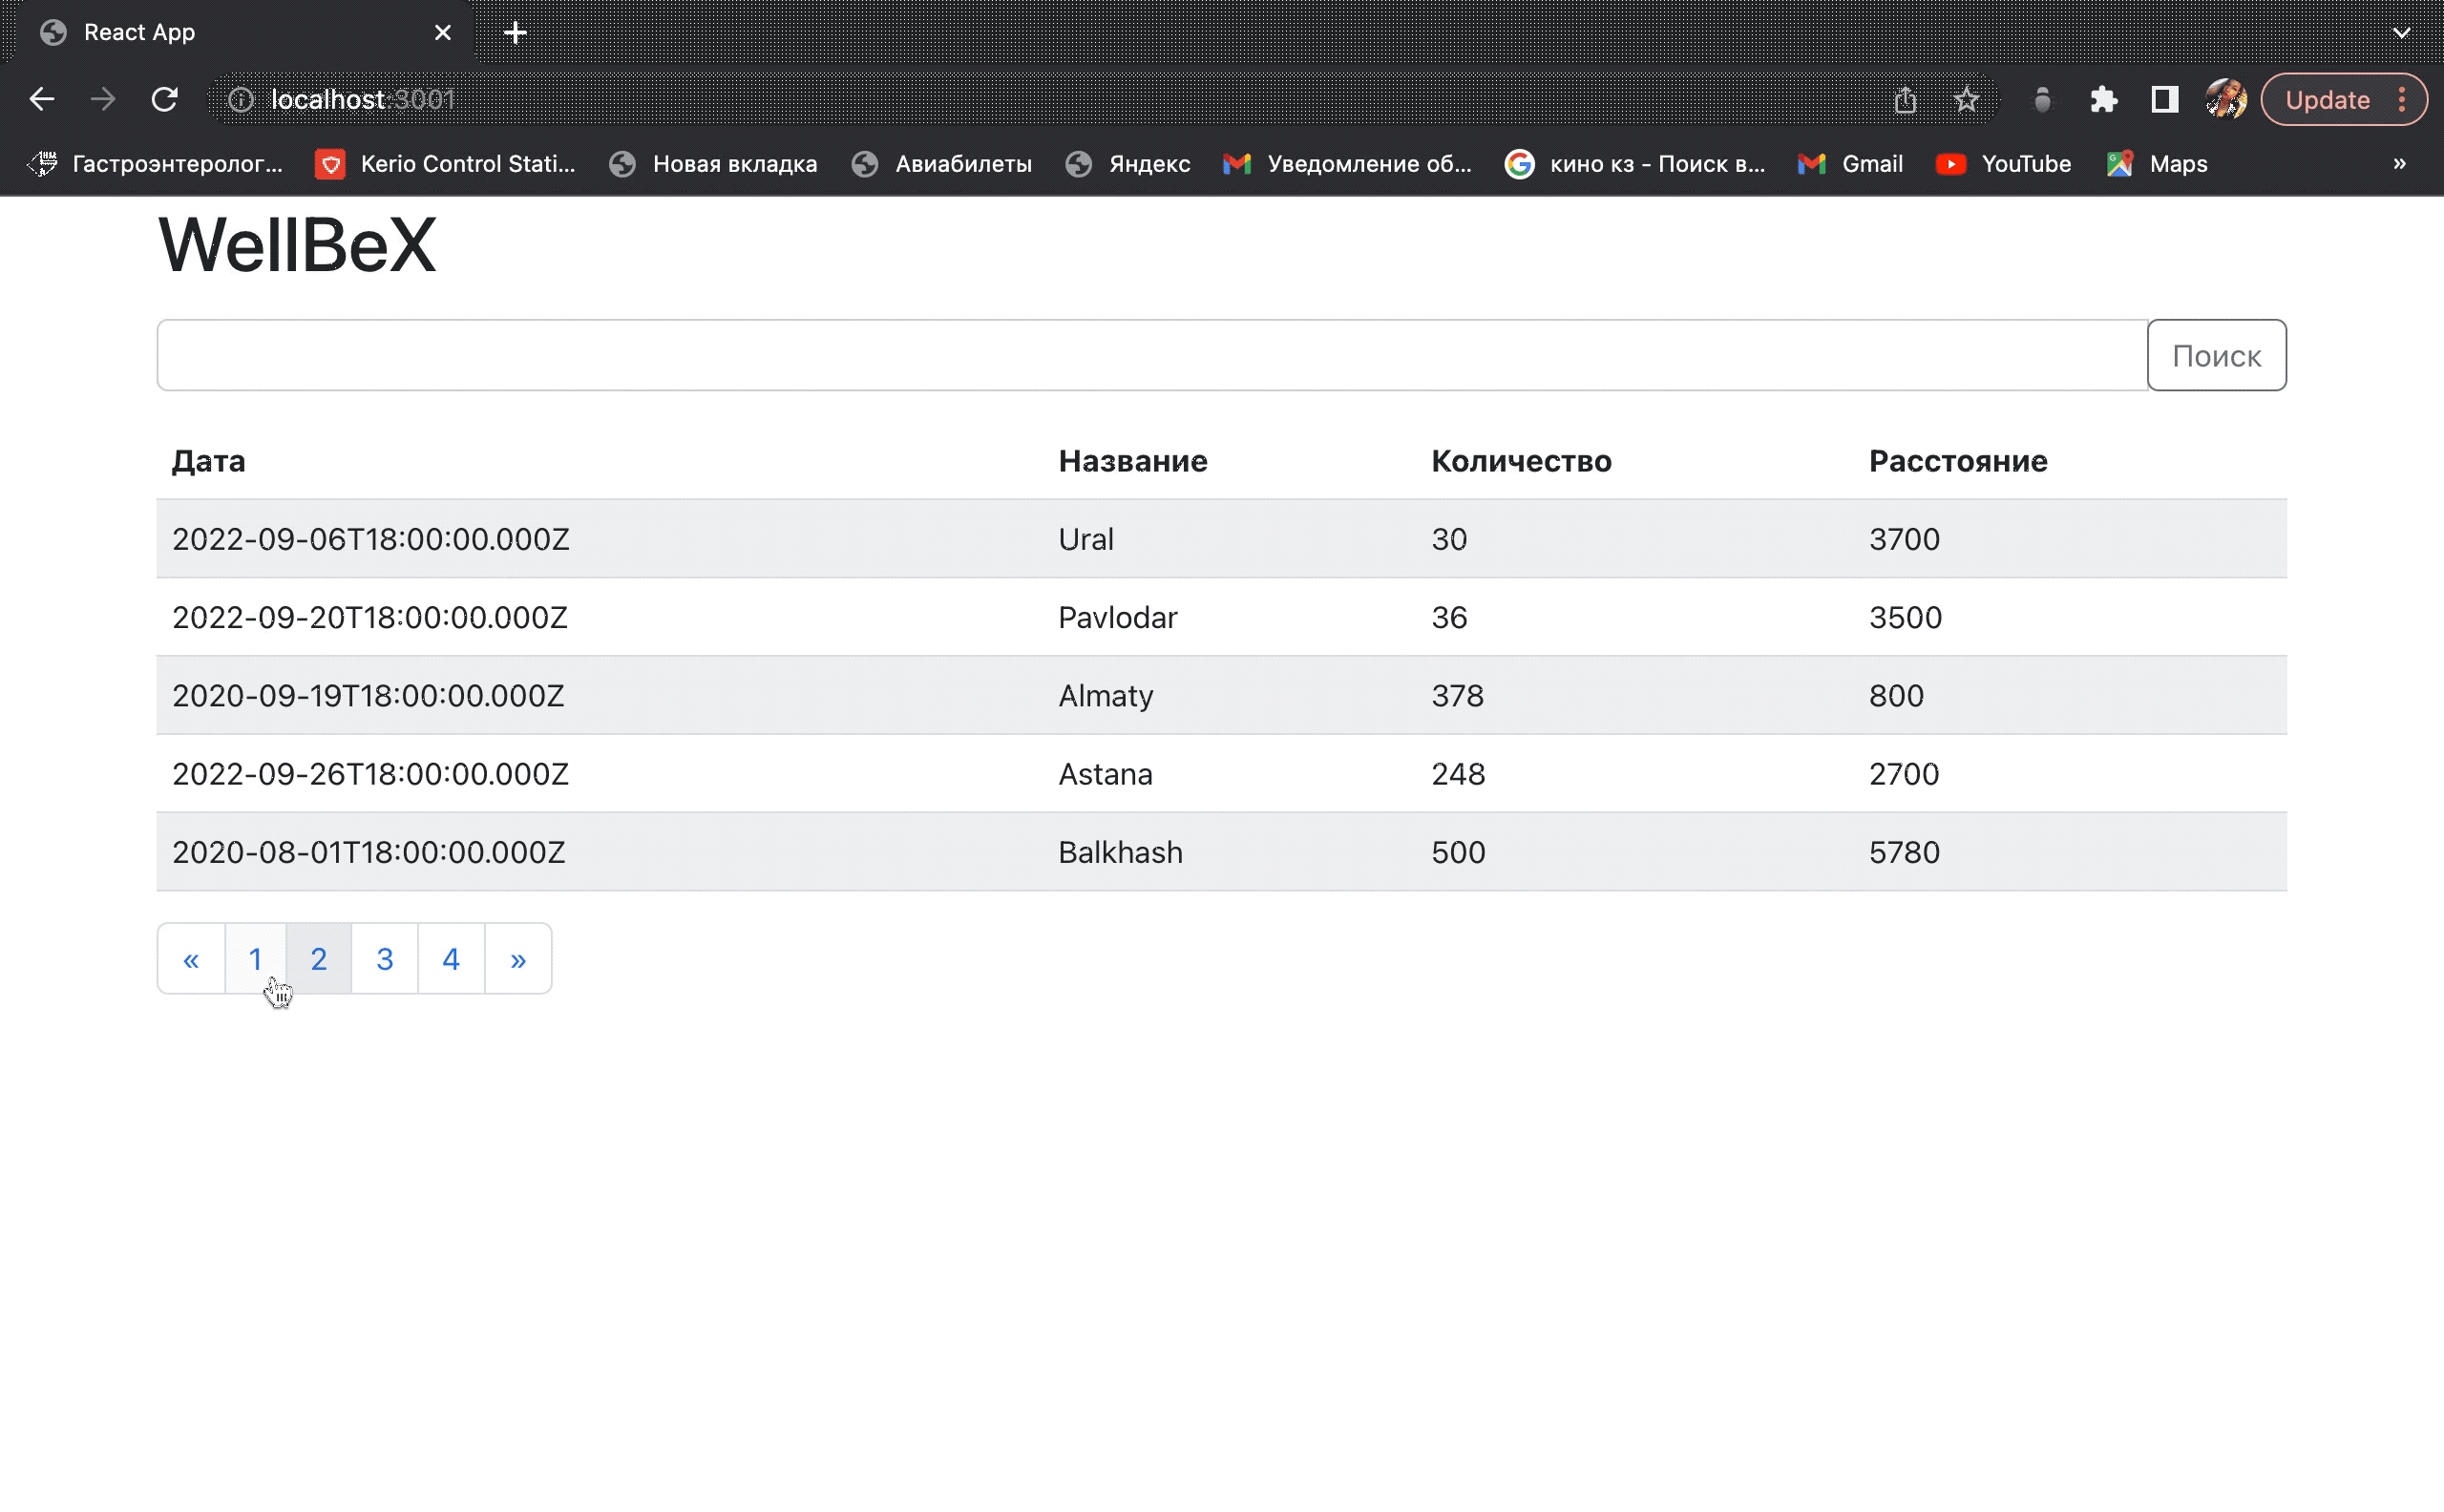 React App
localhost:3001
Update
Гастроэнтеролог... Kerio Control Stati... Новая вкладка Авиабилеты Яндекс Уведомление об... кино кз - Поиск в... Gmail YouTube Maps »
WellBeX
Поиск
Дата Название Количество Расстояние
2022-09-06T18:00:00.000Z Ural 30 3700
2022-09-20T18:00:00.000Z Pavlodar 36 3500
2020-09-19T18:00:00.000Z Almaty 378 800
2022-09-26T18:00:00.000Z Astana 248 2700
2020-08-01T18:00:00.000Z Balkhash 500 5780
« 1 2 3 4 »